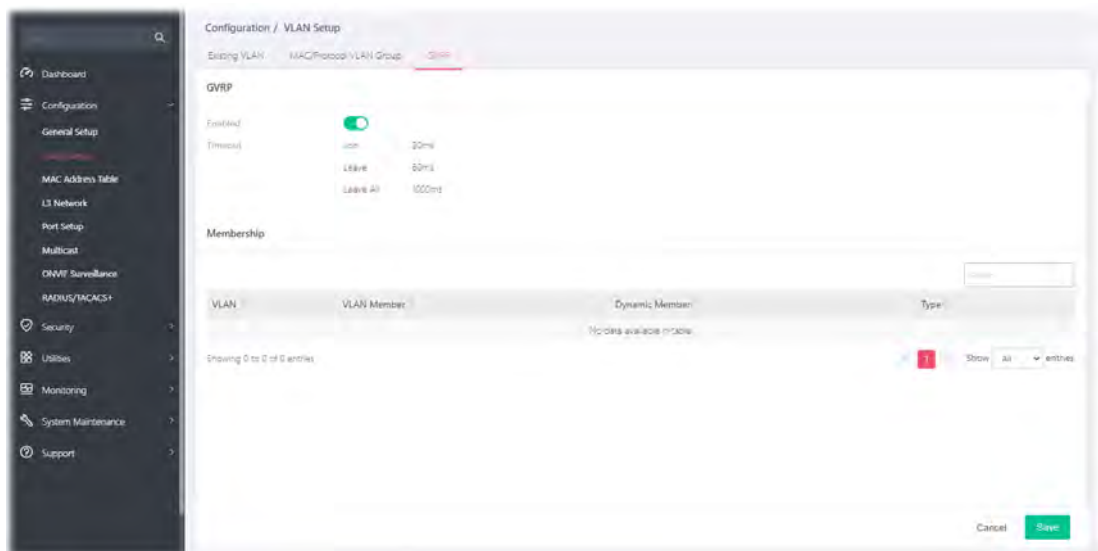 Configuration / VLAN Setup
Existing VLAN MAC/Protocol VLAN Group GVRP
Dashboard
Configuration
General Setup
MAC Address Table
L3 Network
Port Setup
Multicast
ONVIF Surveillance
RADIUS/TACACS+
Security
Utilities
Monitoring
System Maintenance
Support
GVRP
Enabled
Timeout Join 20ms
Leave 60ms
Leave All 1000ms
Membership
VLAN VLAN Member Dynamic Member Type
No data available in table
Showing 0 to 0 of 0 entries
1 Show All entries
Cancel Save